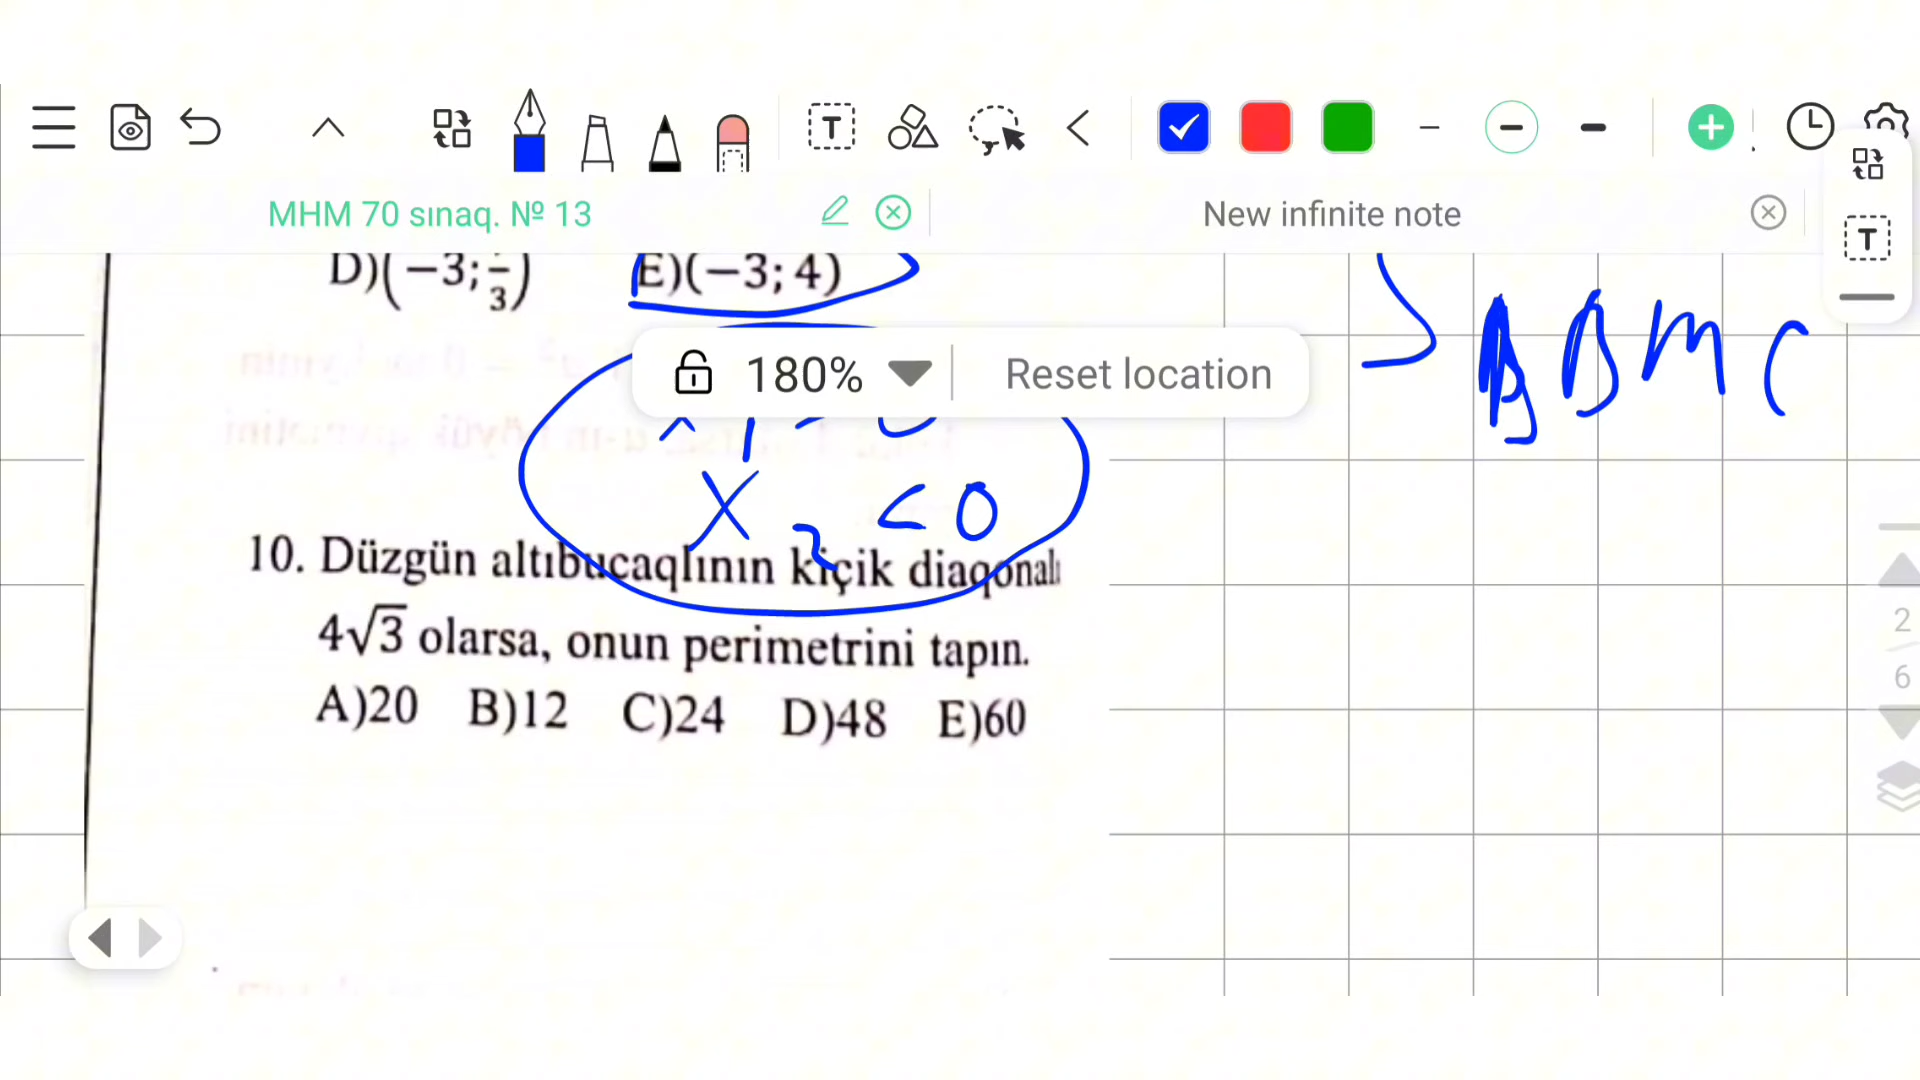 MHM 70 sınaq. № 13
New infinite note
D)(−3; /3) E)(−3; 4)
180% Reset location
X₂ <0
10. Düzgün altıbucaqlının kiçik diaqonalı
4√3 olarsa, onun perimetrini tapın.
A)20 B)12 C)24 D)48 E)60
2
6